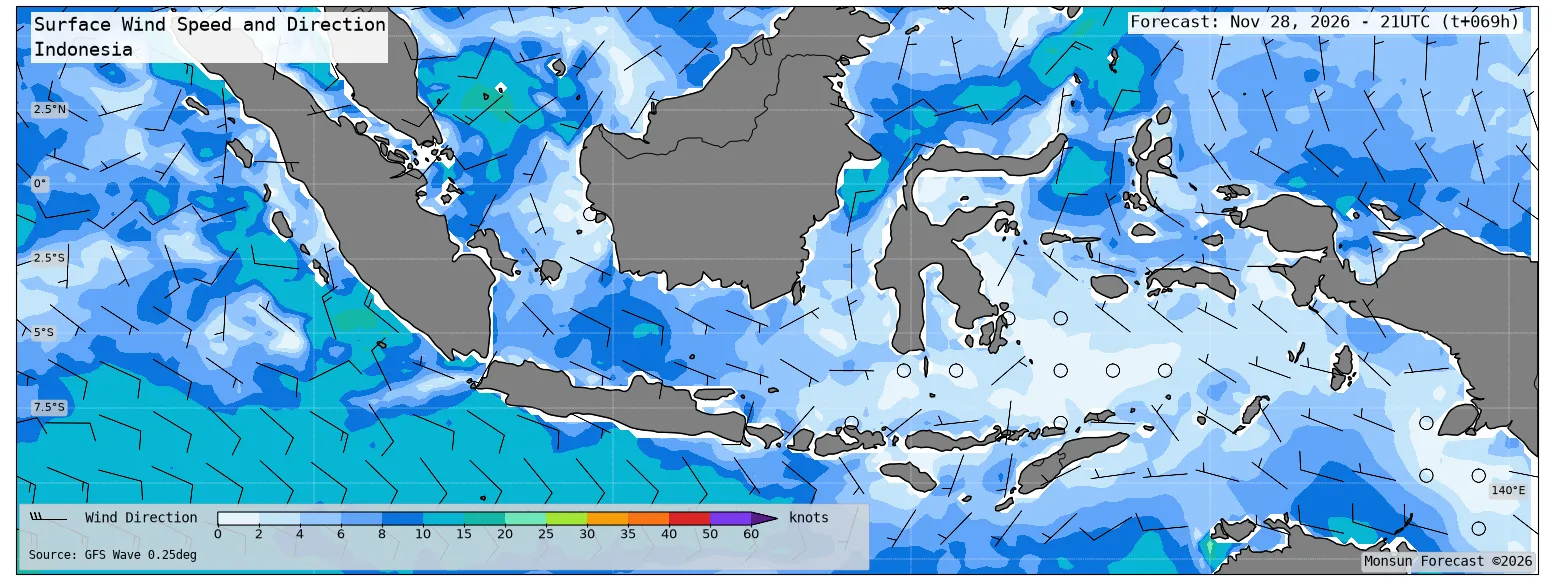 Surface Wind Speed and Direction
Indonesia
Forecast: Nov 28, 2026 - 21UTC (t+069h)
2.5°N
0°
2.5°S
5°S
7.5°S
140°E
Wind Direction
0 2 4 6 8 10 15 20 25 30 35 40 50 60
knots
Source: GFS Wave 0.25deg
Monsun Forecast ©2026